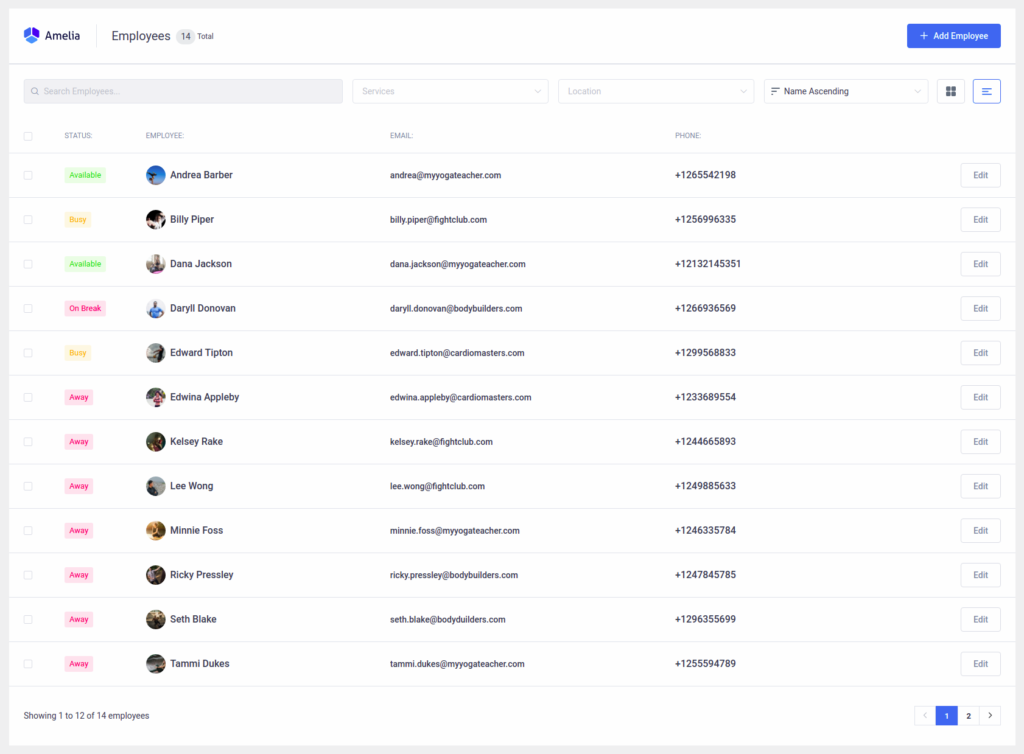 Amelia Employees 14 Total + Add Employee
Search Employees... Services Location Name Ascending
STATUS: EMPLOYEE: EMAIL: PHONE:
Available Andrea Barber andrea@myyogateacher.com +1265542198 Edit
Busy Billy Piper billy.piper@fightclub.com +1256996335 Edit
Available Dana Jackson dana.jackson@myyogateacher.com +12132145351 Edit
On Break Daryll Donovan daryll.donovan@bodybuilders.com +1266936569 Edit
Busy Edward Tipton edward.tipton@cardiomasters.com +1299568833 Edit
Away Edwina Appleby edwina.appleby@cardiomasters.com +1233689554 Edit
Away Kelsey Rake kelsey.rake@fightclub.com +1244665893 Edit
Away Lee Wong lee.wong@fightclub.com +1249885633 Edit
Away Minnie Foss minnie.foss@myyogateacher.com +1246335784 Edit
Away Ricky Pressley ricky.pressley@bodybuilders.com +1247845785 Edit
Away Seth Blake seth.blake@bodyduilders.com +1296355699 Edit
Away Tammi Dukes tammi.dukes@myyogateacher.com +1255594789 Edit
Showing 1 to 12 of 14 employees 1 2